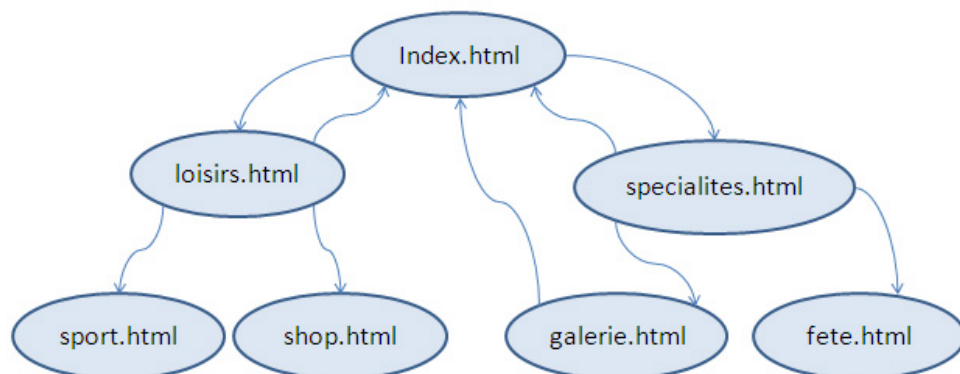 Index.html
loisirs.html
specialites.html
sport.html
shop.html
galerie.html
fete.html